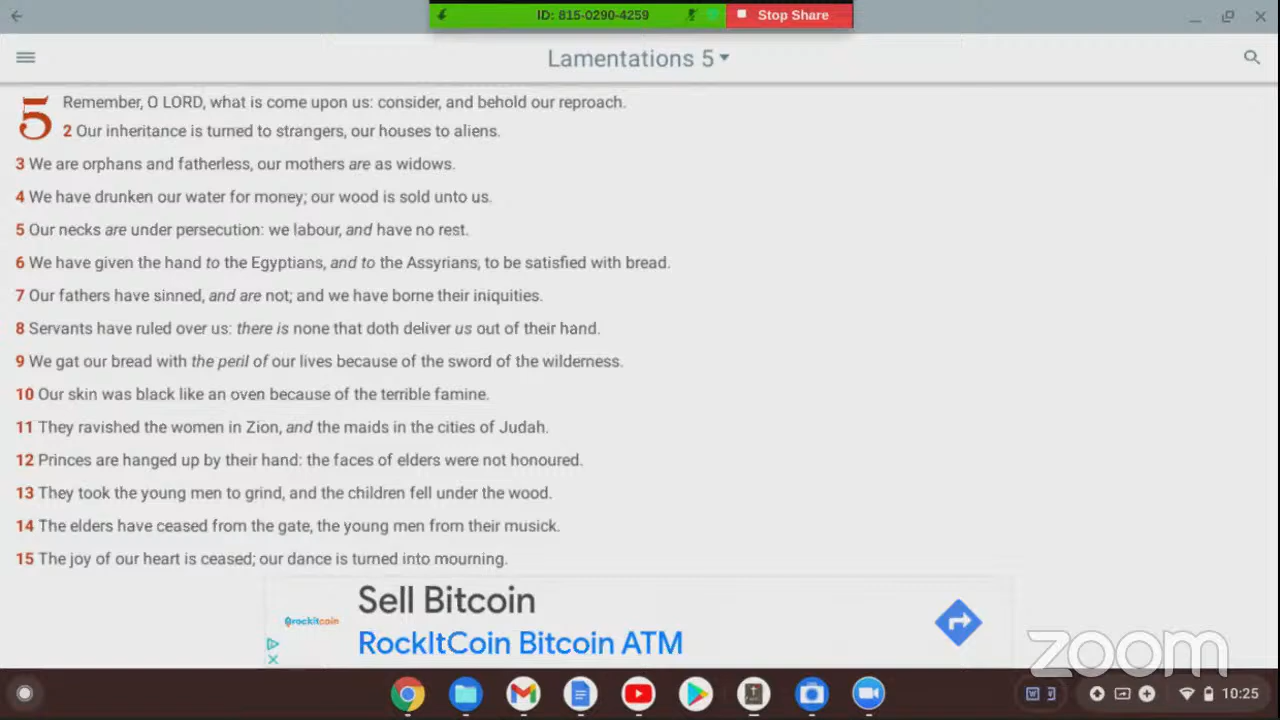 ID: 815-0290-4259
Stop Share
Lamentations 5
5 Remember, O LORD, what is come upon us: consider, and behold our reproach.
2 Our inheritance is turned to strangers, our houses to aliens.
3 We are orphans and fatherless, our mothers are as widows.
4 We have drunken our water for money; our wood is sold unto us.
5 Our necks are under persecution: we labour, and have no rest.
6 We have given the hand to the Egyptians, and to the Assyrians, to be satisfied with bread.
7 Our fathers have sinned, and are not; and we have borne their iniquities.
8 Servants have ruled over us: there is none that doth deliver us out of their hand.
9 We gat our bread with the peril of our lives because of the sword of the wilderness.
10 Our skin was black like an oven because of the terrible famine.
11 They ravished the women in Zion, and the maids in the cities of Judah.
12 Princes are hanged up by their hand: the faces of elders were not honoured.
13 They took the young men to grind, and the children fell under the wood.
14 The elders have ceased from the gate, the young men from their musick.
15 The joy of our heart is ceased; our dance is turned into mourning.
Sell Bitcoin
rockitcoin
RockItCoin Bitcoin ATM
zoom
10:25